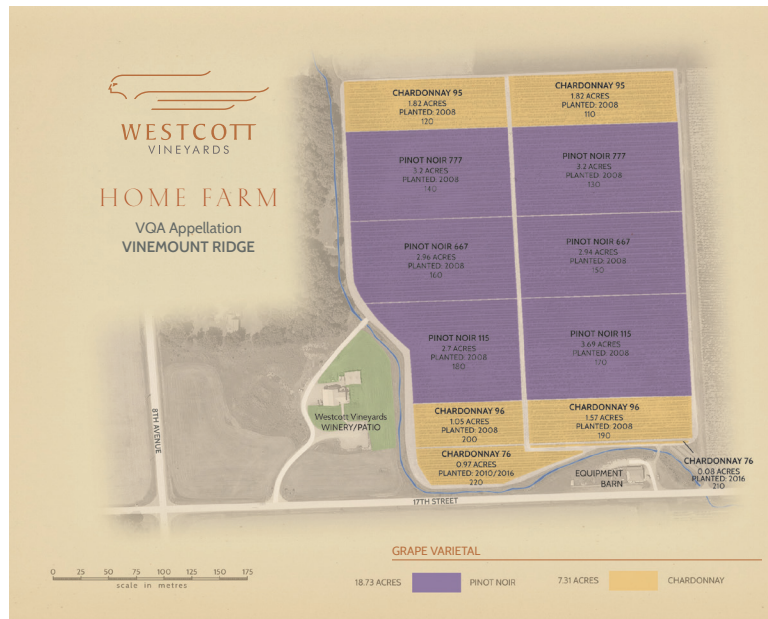 WESTCOTT
VINEYARDS
HOME FARM
VQA Appellation
VINEMOUNT RIDGE
CHARDONNAY 95
1.82 ACRES
PLANTED: 2008
120
CHARDONNAY 95
1.82 ACRES
PLANTED: 2008
110
PINOT NOIR 777
3.2 ACRES
PLANTED: 2008
140
PINOT NOIR 777
3.2 ACRES
PLANTED: 2008
130
PINOT NOIR 667
2.96 ACRES
PLANTED: 2008
160
PINOT NOIR 667
2.94 ACRES
PLANTED: 2008
150
PINOT NOIR 115
2.7 ACRES
PLANTED: 2008
180
PINOT NOIR 115
3.69 ACRES
PLANTED: 2008
170
CHARDONNAY 96
1.05 ACRES
PLANTED: 2008
200
CHARDONNAY 96
1.57 ACRES
PLANTED: 2008
190
CHARDONNAY 76
0.97 ACRES
PLANTED: 2010/2016
220
CHARDONNAY 76
0.08 ACRES
PLANTED: 2016
210
Westcott Vineyards
WINERY/PATIO
EQUIPMENT
BARN
8TH AVENUE
17TH STREET
GRAPE VARIETAL
18.73 ACRES PINOT NOIR 7.31 ACRES CHARDONNAY
0 25 50 75 100 125 150 175
scale in metres